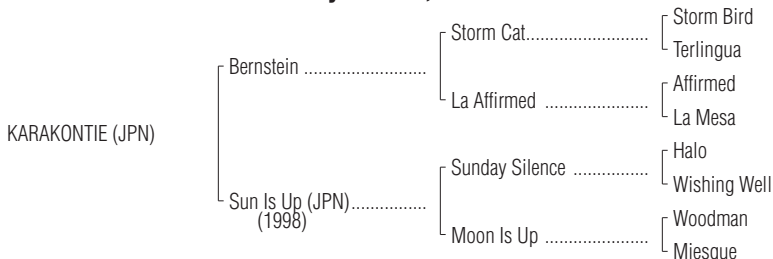 Storm Bird
Storm Cat..............................
Terlingua
Bernstein ..............................
Affirmed
La Affirmed ..........................
La Mesa
KARAKONTIE (JPN)
Halo
Sunday Silence ....................
Wishing Well
Sun Is Up (JPN)..................
(1998)
Woodman
Moon Is Up ..........................
Miesque